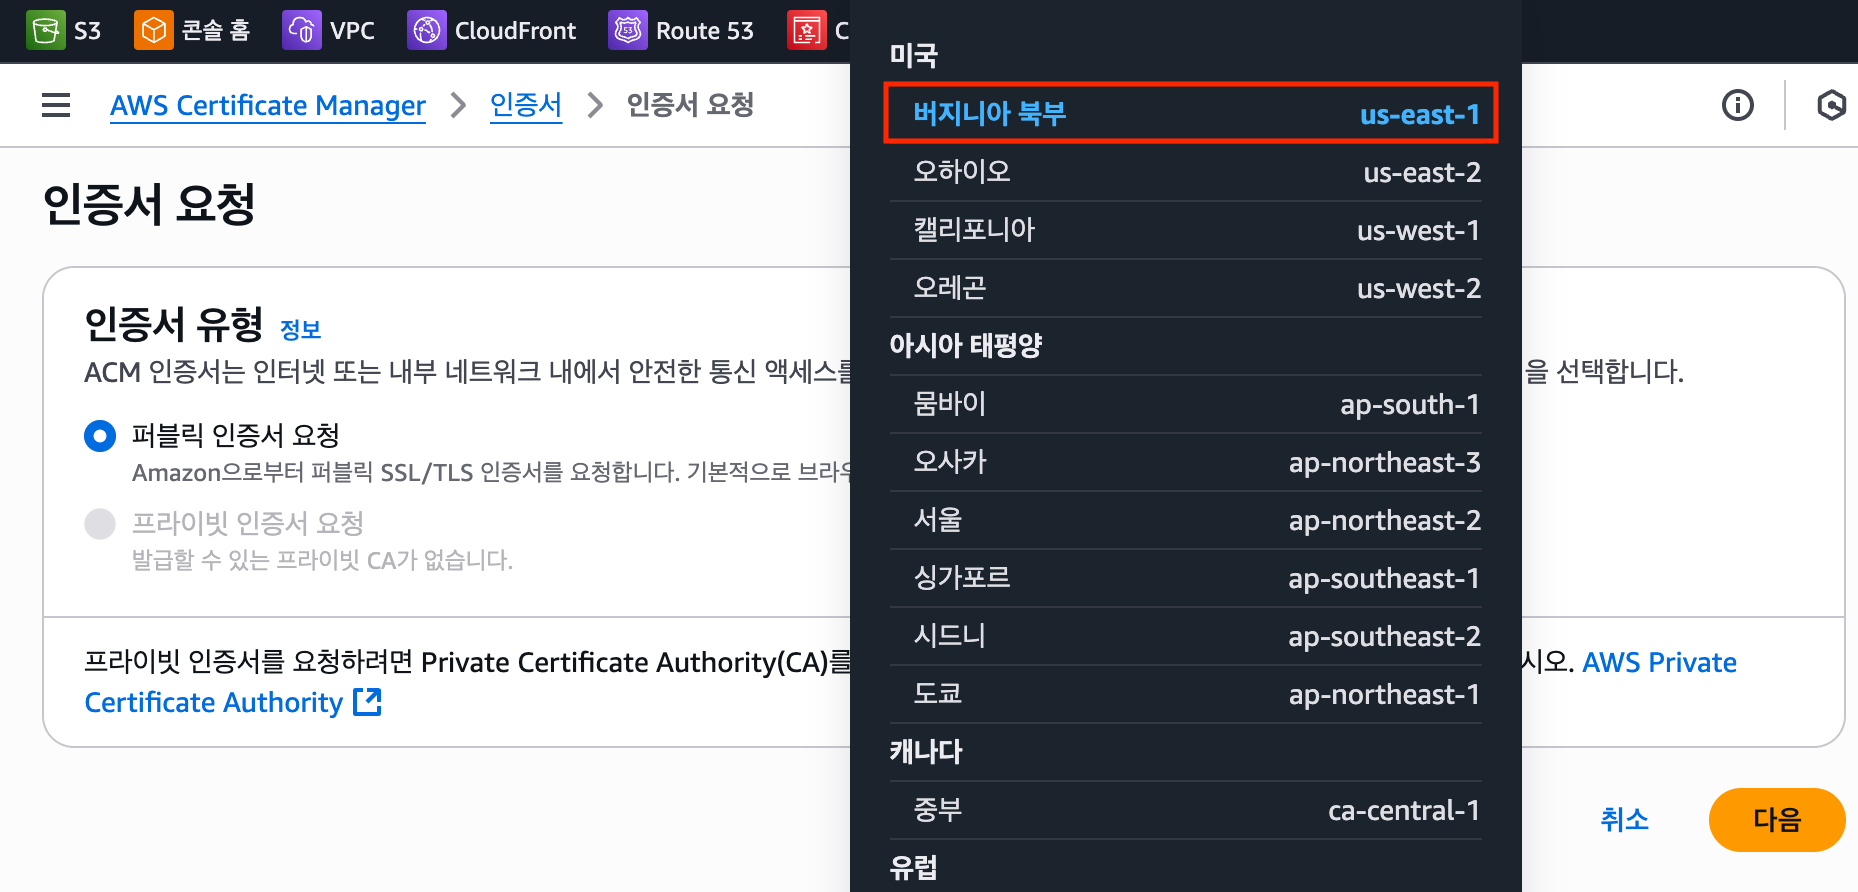 S3 콘솔 홈 VPC CloudFront Route 53 C
AWS Certificate Manager 인증서 인증서 요청
인증서 요청
인증서 유형 정보
ACM 인증서는 인터넷 또는 내부 네트워크 내에서 안전한 통신 액세스를
을 선택합니다.
퍼블릭 인증서 요청
Amazon으로부터 퍼블릭 SSL/TLS 인증서를 요청합니다. 기본적으로 브라우
프라이빗 인증서 요청
발급할 수 있는 프라이빗 CA가 없습니다.
프라이빗 인증서를 요청하려면 Private Certificate Authority(CA)를
시오. AWS Private
Certificate Authority
취소 다음
미국
버지니아 북부 us-east-1
오하이오 us-east-2
캘리포니아 us-west-1
오레곤 us-west-2
아시아 태평양
뭄바이 ap-south-1
오사카 ap-northeast-3
서울 ap-northeast-2
싱가포르 ap-southeast-1
시드니 ap-southeast-2
도쿄 ap-northeast-1
캐나다
중부 ca-central-1
유럽